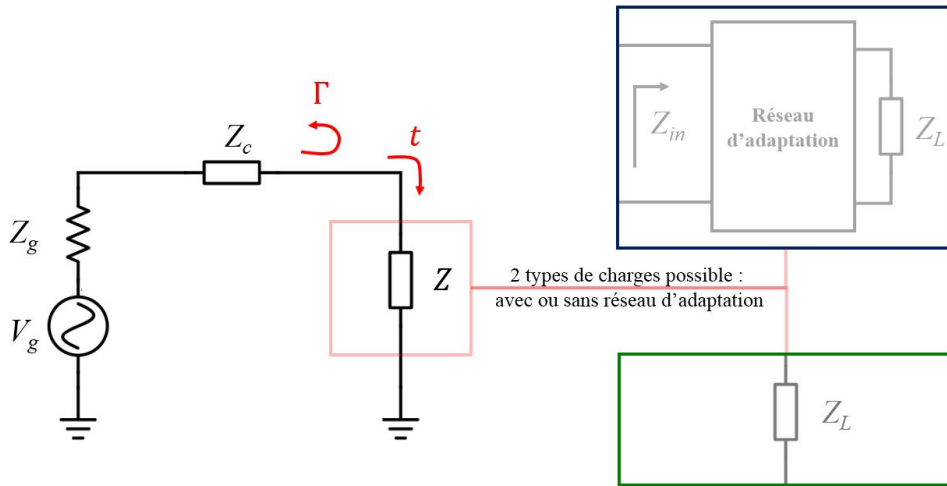 Γ
t
Z_c
Z_g
V_g
Z
2 types de charges possible :
avec ou sans réseau d'adaptation
Z_in
Réseau
d'adaptation
Z_L
Z_L